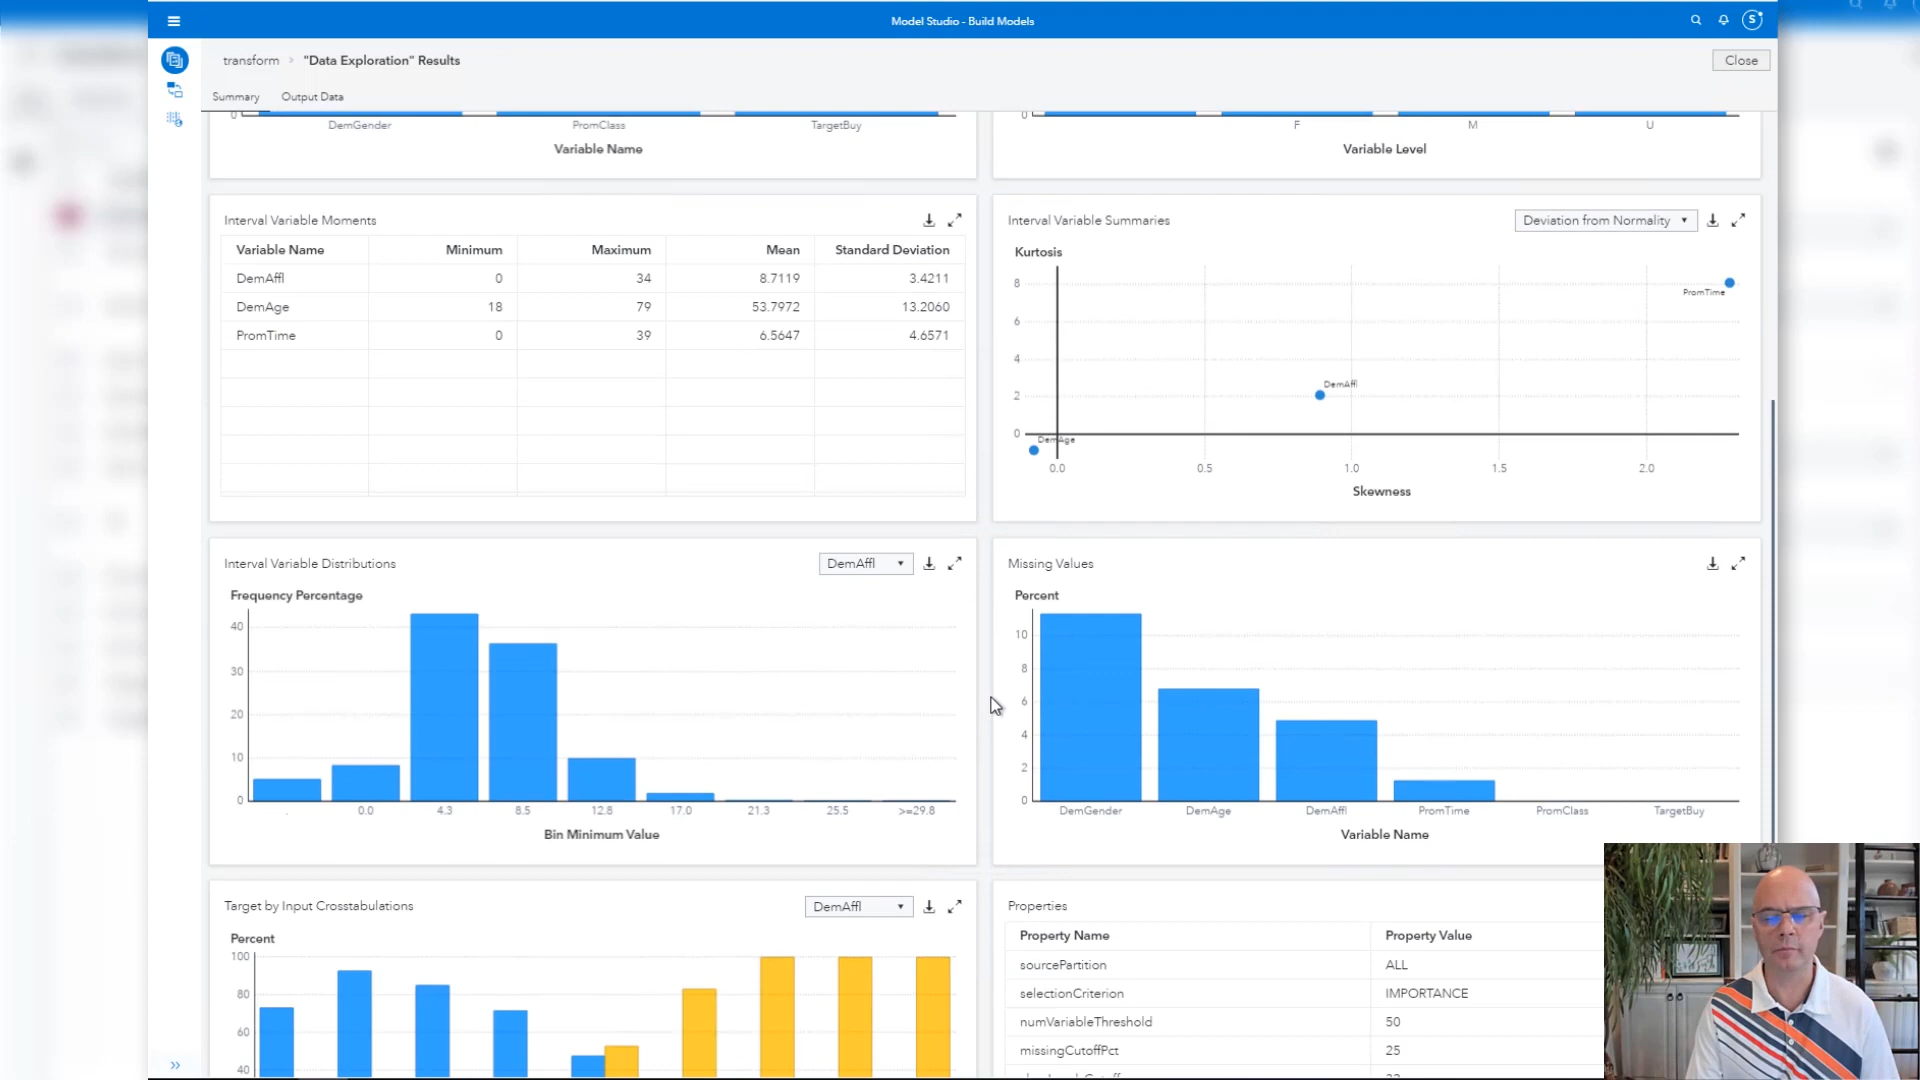 Model Studio - Build Models
S
transform > "Data Exploration" Results
Close
Summary Output Data
0
DemGender PromClass TargetBuy
Variable Name
0
F M U
Variable Level
Interval Variable Moments
Variable Name Minimum Maximum Mean Standard Deviation
DemAffl 0 34 8.7119 3.4211
DemAge 18 79 53.7972 13.2060
PromTime 0 39 6.5647 4.6571
Interval Variable Summaries
Deviation from Normality
Kurtosis
8
6
4
2
0
PromTime
DemAffl
DemAge
0.0 0.5 1.0 1.5 2.0
Skewness
Interval Variable Distributions
DemAffl
Frequency Percentage
40
30
20
10
0
. 0.0 4.3 8.5 12.8 17.0 21.3 25.5 >=29.8
Bin Minimum Value
Missing Values
Percent
10
8
6
4
2
0
DemGender DemAge DemAffl PromTime PromClass TargetBuy
Variable Name
Target by Input Crosstabulations
DemAffl
Percent
100
80
60
40
Properties
Property Name Property Value
sourcePartition ALL
selectionCriterion IMPORTANCE
numVariableThreshold 50
missingCutoffPct 25